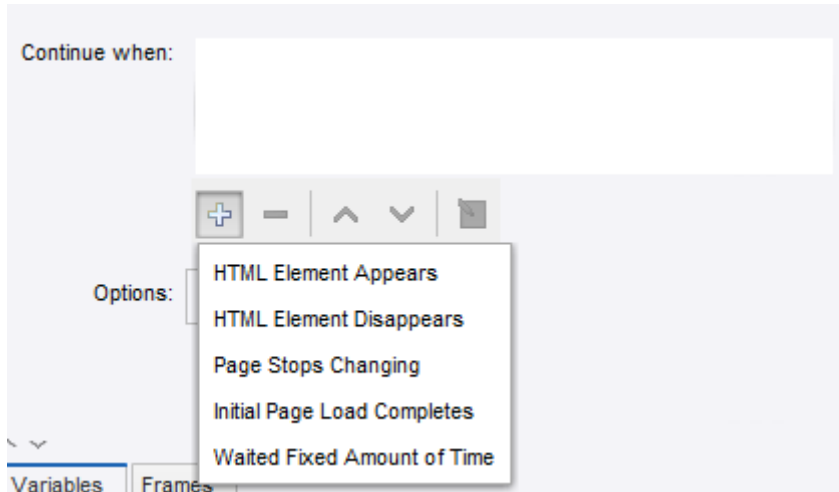 Continue when:
HTML Element Appears
Options:
HTML Element Disappears
Page Stops Changing
Initial Page Load Completes
Waited Fixed Amount of Time
Variables
Frames